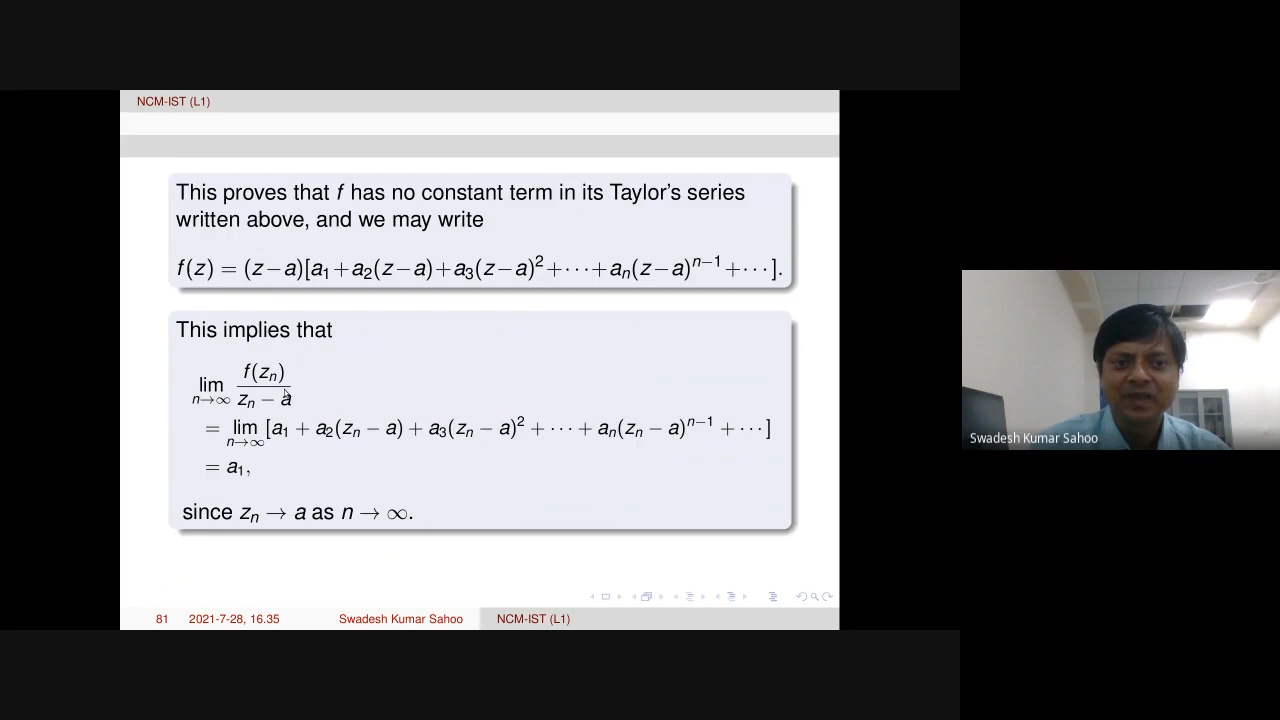 NCM-IST (L1)
This proves that f has no constant term in its Taylor's series
written above, and we may write
f(z) = (z−a)[a₁+a₂(z−a)+a₃(z−a)²+⋯+aₙ(z−a)ⁿ⁻¹+⋯].
This implies that
lim n→∞ f(zₙ) / zₙ − a
= lim n→∞ [a₁ + a₂(zₙ − a) + a₃(zₙ − a)² + ⋯ + aₙ(zₙ − a)ⁿ⁻¹ + ⋯]
= a₁,
since zₙ → a as n → ∞.
Swadesh Kumar Sahoo
81 2021-7-28, 16.35 Swadesh Kumar Sahoo NCM-IST (L1)